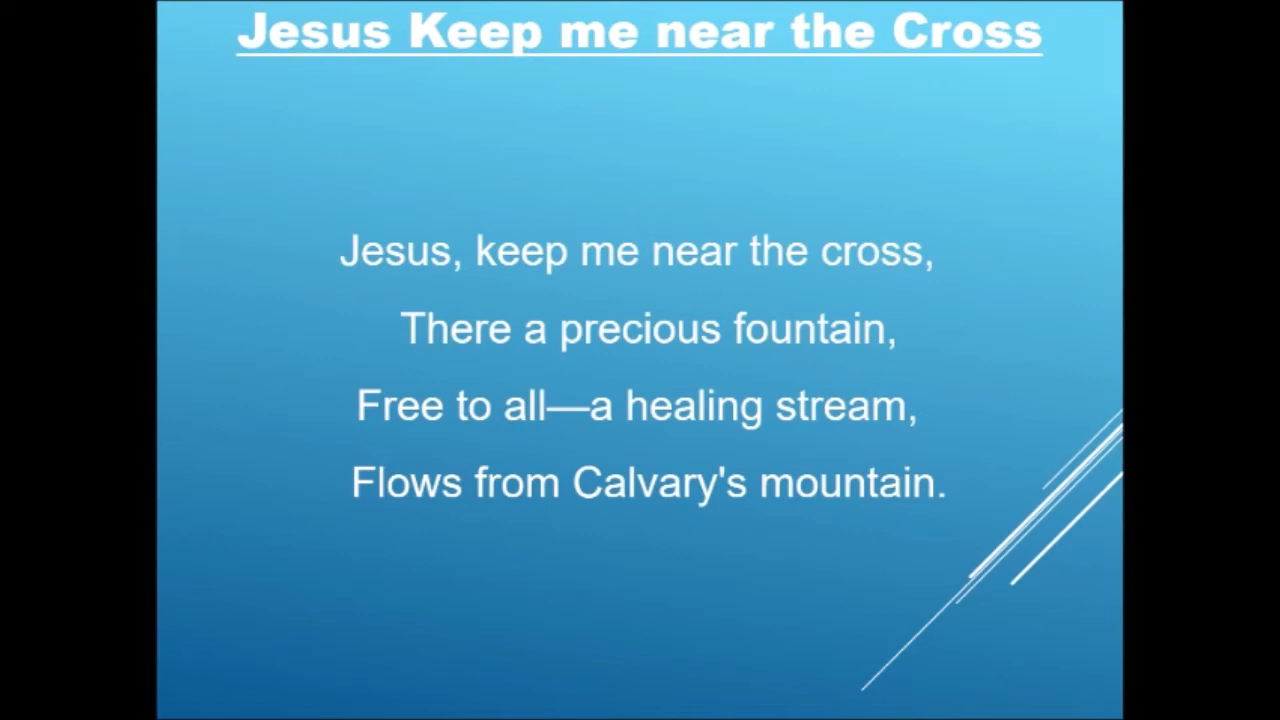 Jesus Keep me near the Cross
Jesus, keep me near the cross,
There a precious fountain,
Free to all—a healing stream,
Flows from Calvary's mountain.